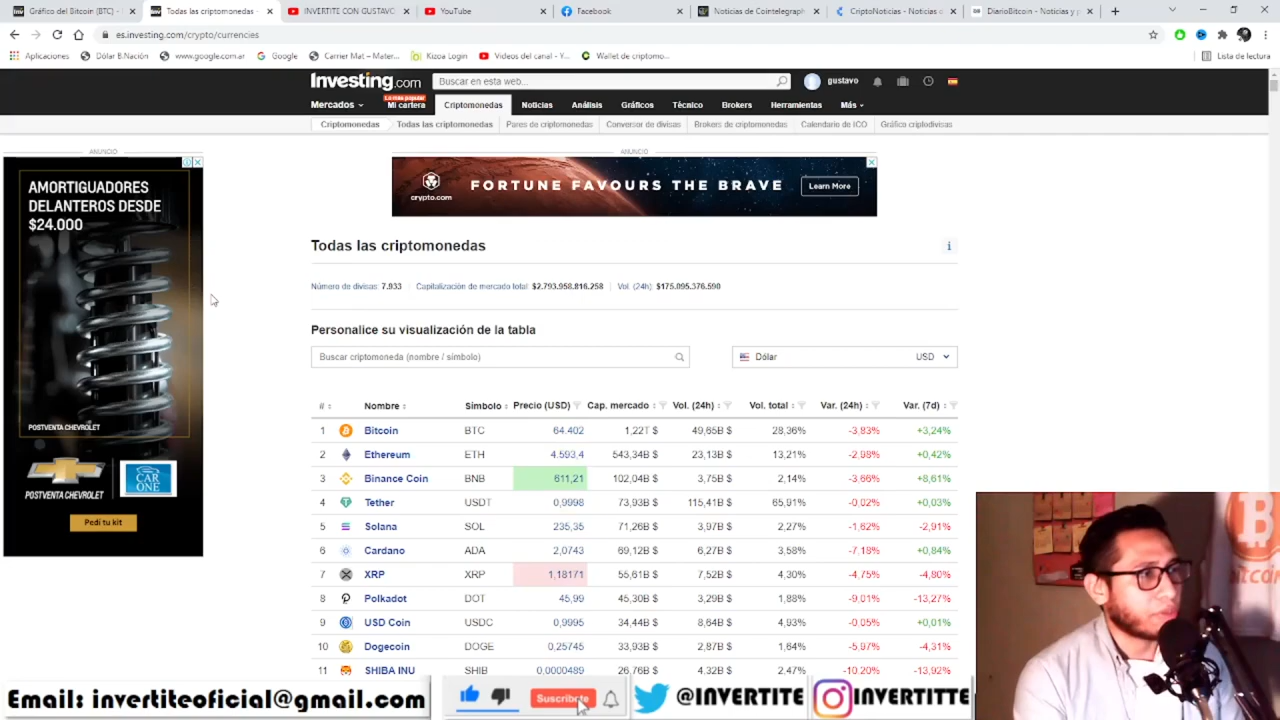 Gráfico del Bitcoin (BTC) -
Todas las criptomonedas -
INVERTITE CON GUSTAVO
YouTube
Facebook
Noticias de Cointelegraph
CriptoNoticias - Noticias d
DiarioBitcoin - Noticias y p
es.investing.com/crypto/currencies
Aplicaciones
Dólar B.Nación
www.google.com.ar
Google
Carrier Mat – Mater...
Kizoa Login
Videos del canal - Y...
Wallet de criptomo...
Lista de lectura
Investing.com
Buscar en esta web...
gustavo
Lo más popular
Mercados
Mi cartera
Criptomonedas
Noticias
Análisis
Gráficos
Técnico
Brokers
Herramientas
Más
Criptomonedas
Todas las criptomonedas
Pares de criptomonedas
Conversor de divisas
Brokers de criptomonedas
Calendario de ICO
Gráfico criptodivisas
ANUNCIO
ANUNCIO
AMORTIGUADORES
DELANTEROS DESDE
$24.000
POSTVENTA CHEVROLET
POSTVENTA CHEVROLET
CAR
ONE
Pedí tu kit
crypto.com
FORTUNE FAVOURS THE BRAVE
Learn More
Todas las criptomonedas
Número de divisas: 7.933 Capitalización de mercado total: $2.793.958.816.258 Vol. (24h): $175.095.376.590
Personalice su visualización de la tabla
Buscar criptomoneda (nombre / símbolo)
Dólar USD
# Nombre Símbolo Precio (USD) Cap. mercado Vol. (24h) Vol. total Var. (24h) Var. (7d)
1 Bitcoin BTC 64.402 1,22T $ 49,65B $ 28,36% -3,83% +3,24%
2 Ethereum ETH 4.593,4 543,34B $ 23,13B $ 13,21% -2,98% +0,42%
3 Binance Coin BNB 611,21 102,04B $ 3,75B $ 2,14% -3,66% +8,61%
4 Tether USDT 0,9998 73,93B $ 115,41B $ 65,91% -0,02% +0,03%
5 Solana SOL 235,35 71,26B $ 3,97B $ 2,27% -1,62% -2,91%
6 Cardano ADA 2,0743 69,12B $ 6,27B $ 3,58% -7,18% +0,84%
7 XRP XRP 1,18171 55,61B $ 7,52B $ 4,30% -4,75% -4,80%
8 Polkadot DOT 45,99 45,30B $ 3,29B $ 1,88% -9,01% -13,27%
9 USD Coin USDC 0,9995 34,44B $ 8,64B $ 4,93% -0,05% +0,01%
10 Dogecoin DOGE 0,25745 33,93B $ 2,87B $ 1,64% -5,97% -4,31%
11 SHIBA INU SHIB 0,0000489 26,76B $ 4,32B $ 2,47% -10,20% -13,92%
Emails: invertiteoficial@gmail.com
Suscribete
@INVERTITE
INVERTITTE